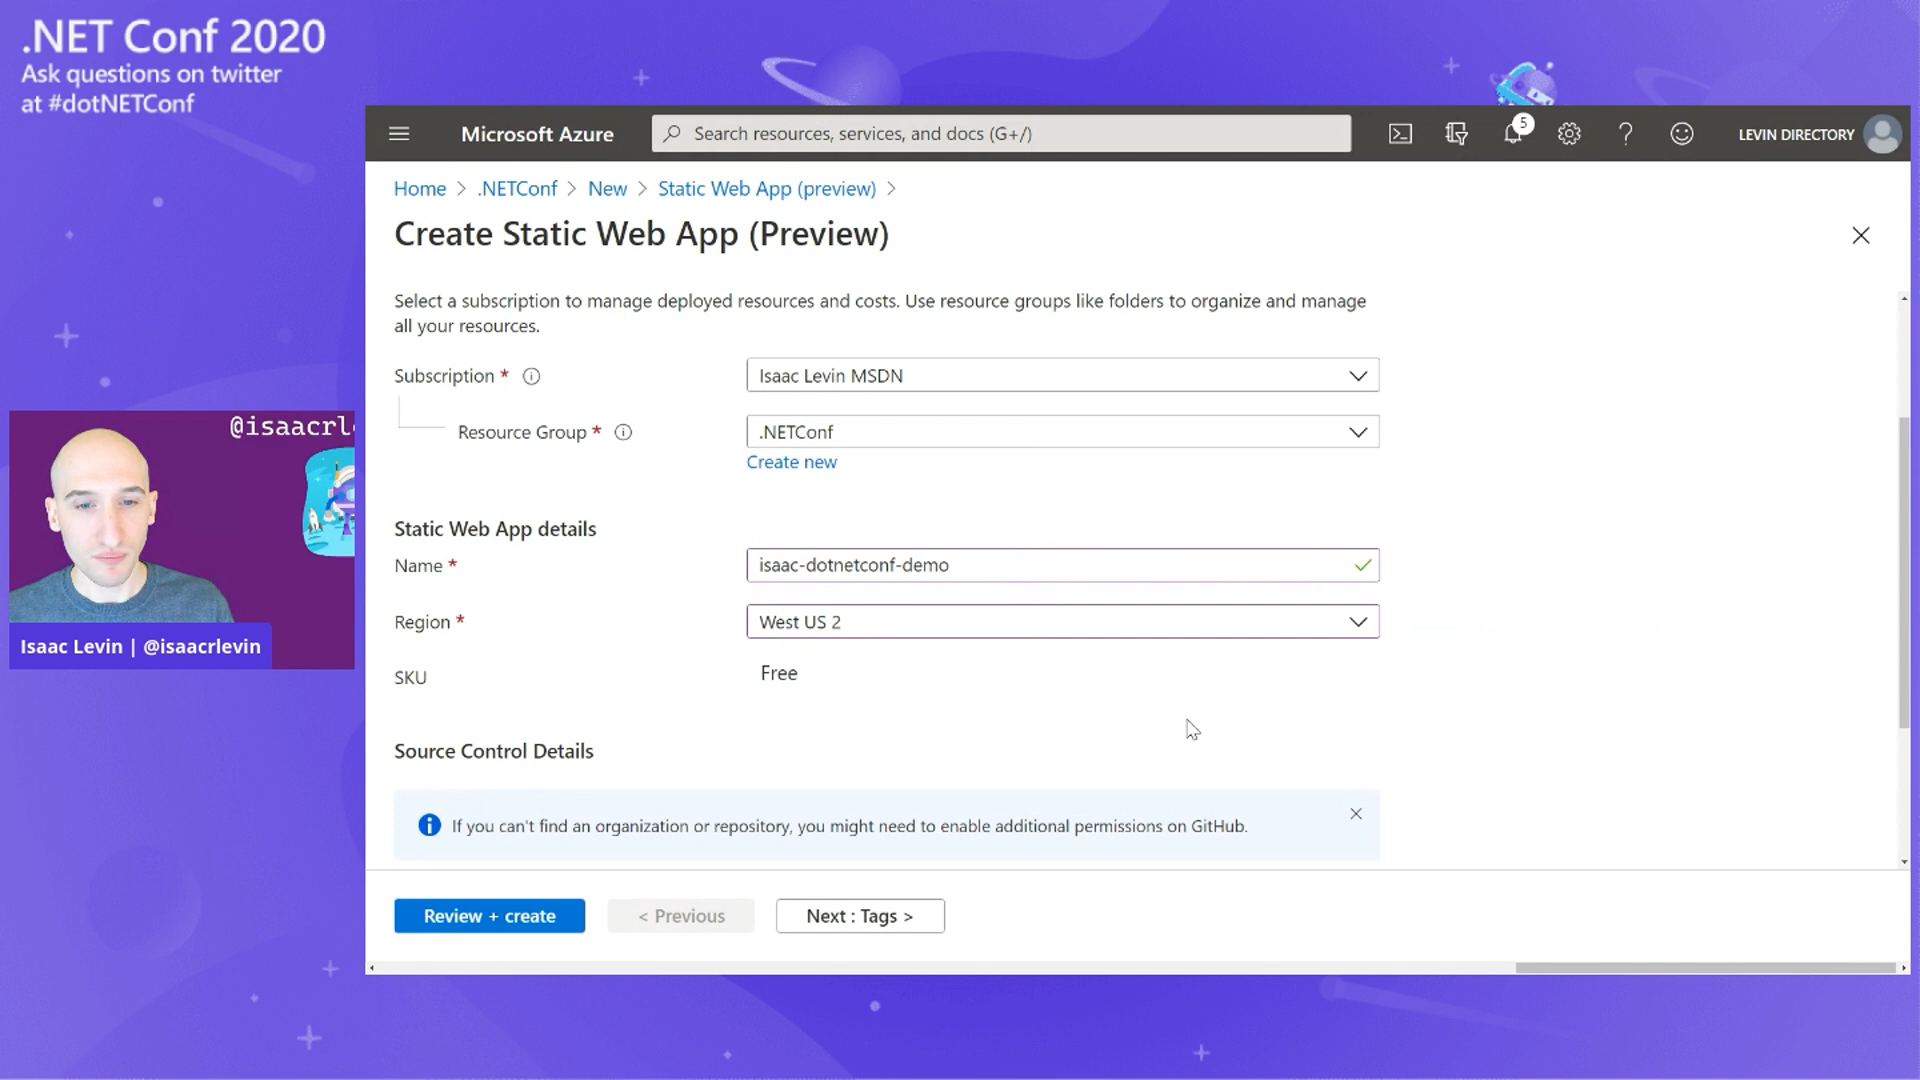 .NET Conf 2020
Ask questions on twitter
at #dotNETConf
Microsoft Azure
Search resources, services, and docs (G+/)
5
LEVIN DIRECTORY
Home > .NETConf > New > Static Web App (preview) >
Create Static Web App (Preview)
Select a subscription to manage deployed resources and costs. Use resource groups like folders to organize and manage
all your resources.
Subscription *
Isaac Levin MSDN
Resource Group *
.NETConf
Create new
Static Web App details
Name *
isaac-dotnetconf-demo
Region *
West US 2
SKU
Free
Source Control Details
If you can't find an organization or repository, you might need to enable additional permissions on GitHub.
Review + create
< Previous
Next : Tags >
@isaacrl
Isaac Levin | @isaacrlevin